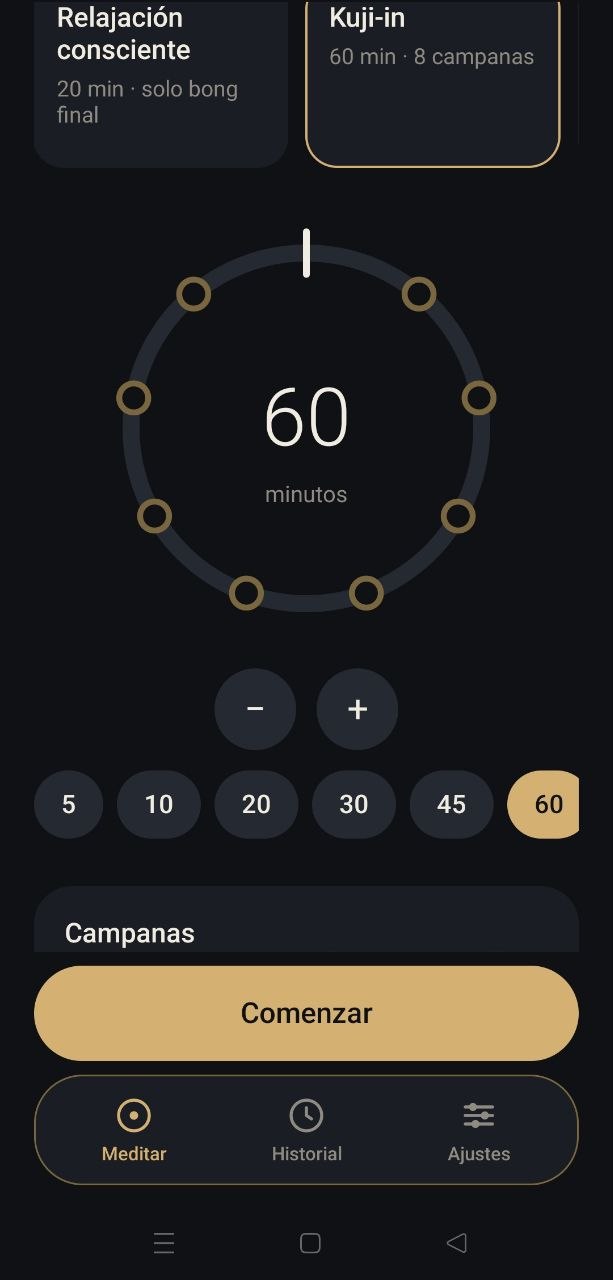 Relajación
consciente
20 min · solo bong
final
Kuji-in
60 min · 8 campanas
60
minutos
− +
5 10 20 30 45 60
Campanas
Comenzar
Meditar Historial Ajustes